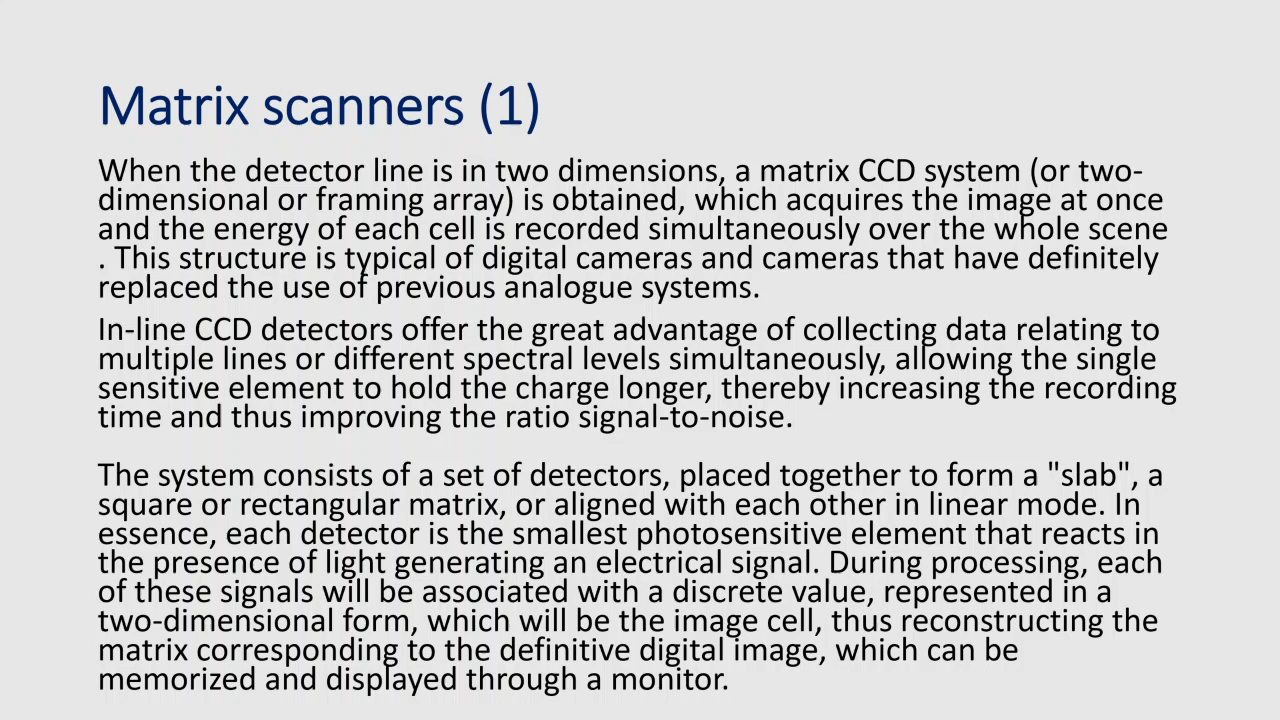 Matrix scanners (1)
When the detector line is in two dimensions, a matrix CCD system (or two-
dimensional or framing array) is obtained, which acquires the image at once
and the energy of each cell is recorded simultaneously over the whole scene
. This structure is typical of digital cameras and cameras that have definitely
replaced the use of previous analogue systems.
In-line CCD detectors offer the great advantage of collecting data relating to
multiple lines or different spectral levels simultaneously, allowing the single
sensitive element to hold the charge longer, thereby increasing the recording
time and thus improving the ratio signal-to-noise.
The system consists of a set of detectors, placed together to form a "slab", a
square or rectangular matrix, or aligned with each other in linear mode. In
essence, each detector is the smallest photosensitive element that reacts in
the presence of light generating an electrical signal. During processing, each
of these signals will be associated with a discrete value, represented in a
two-dimensional form, which will be the image cell, thus reconstructing the
matrix corresponding to the definitive digital image, which can be
memorized and displayed through a monitor.